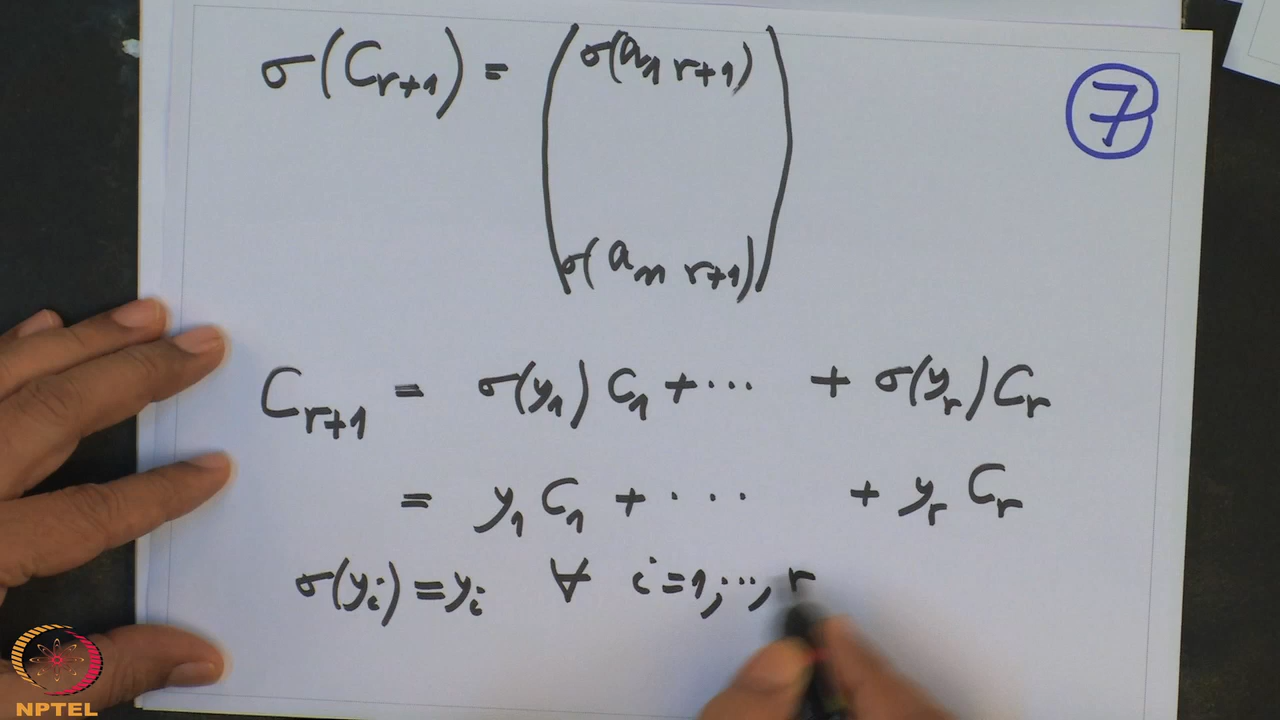 σ(C_{r+1}) = ( σ(a_{1 r+1})
σ(a_{n r+1}) )
⑦
C_{r+1} = σ(y_1) C_1 + ··· + σ(y_r) C_r
= y_1 C_1 + · · · + y_r C_r
σ(y_i) = y_i ∀ i = 1, ···, r
NPTEL